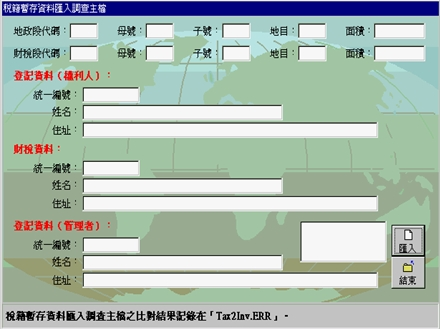 稅籍暫存資料匯入調查主檔
地政段代碼： 母號： 子號： 地目： 面積：
財稅段代碼： 母號： 子號： 地目： 面積：
登記資料（權利人）：
統一編號：
姓名：
住址：
財稅資料：
統一編號：
姓名：
住址：
登記資料（管理者）：
統一編號：
姓名：
住址：
匯入
結束
稅籍暫存資料匯入調查主檔之比對結果記錄在「Tax2Inv.ERR」。